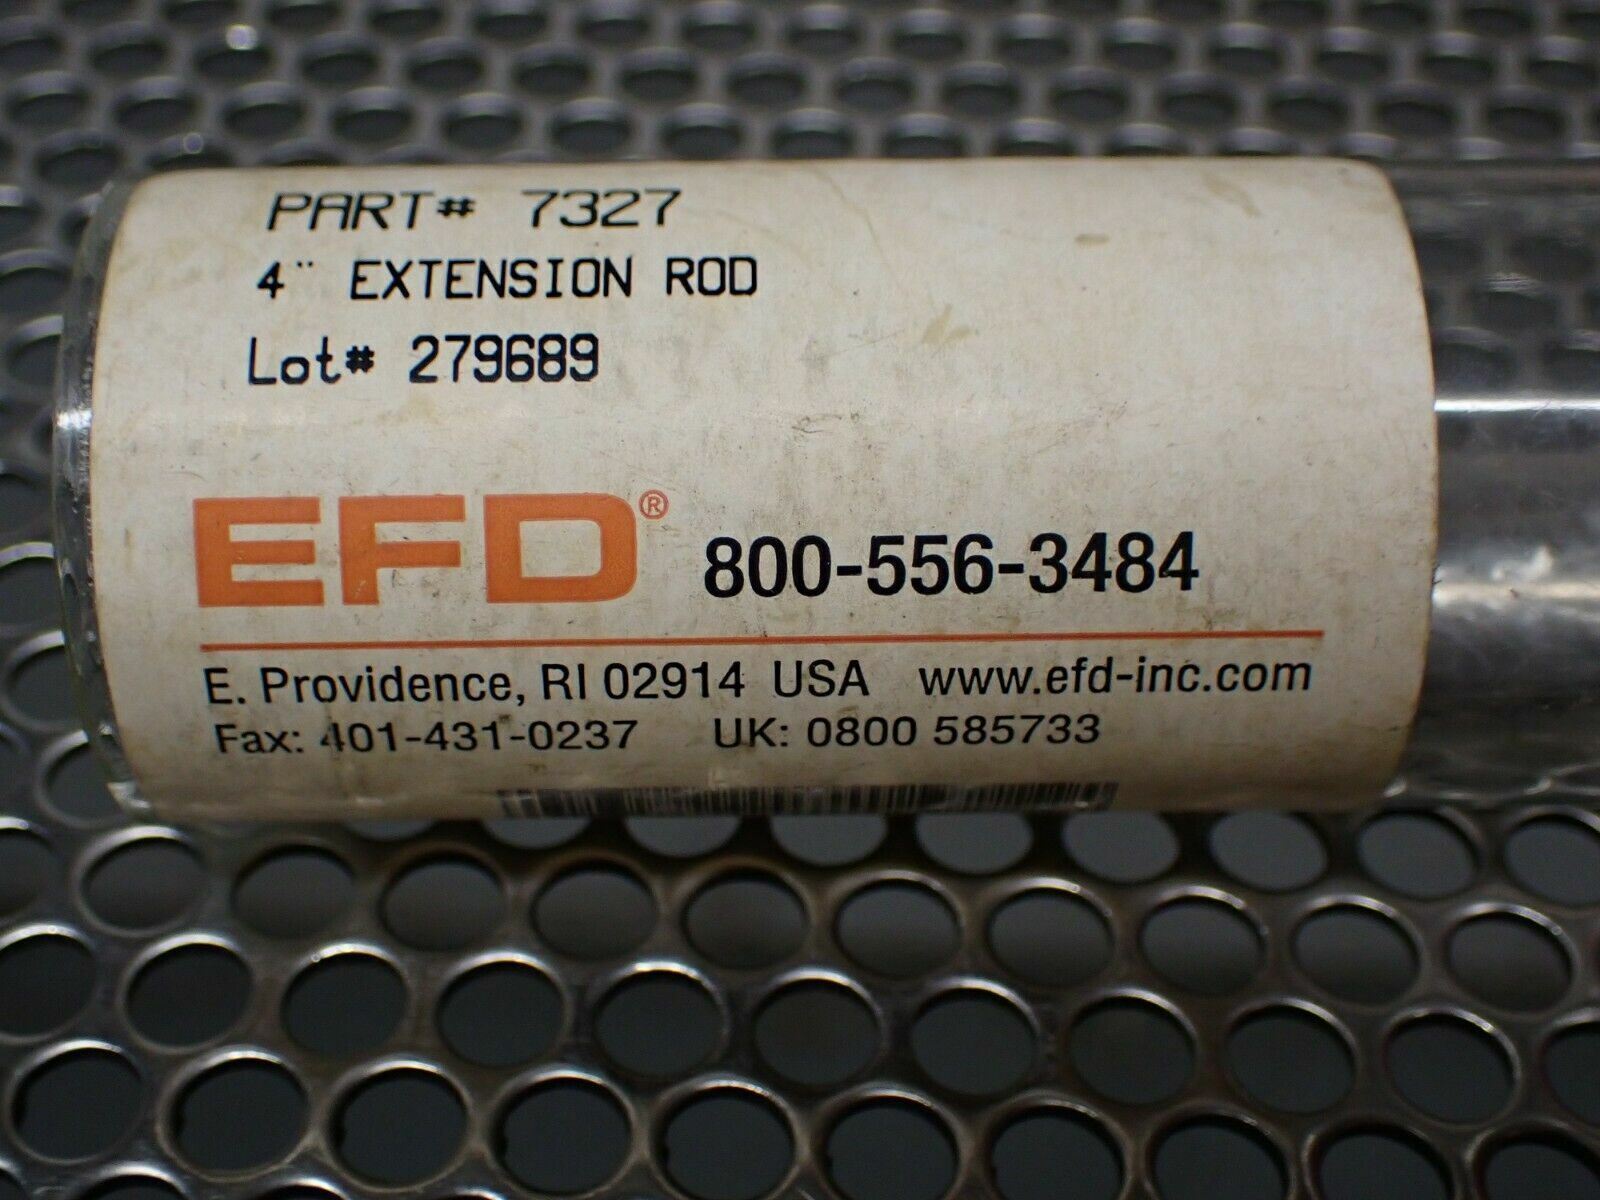 PART# 7327
4" EXTENSION ROD
Lot# 279689
EFD® 800-556-3484
E. Providence, RI 02914 USA www.efd-inc.com
Fax: 401-431-0237 UK: 0800 585733